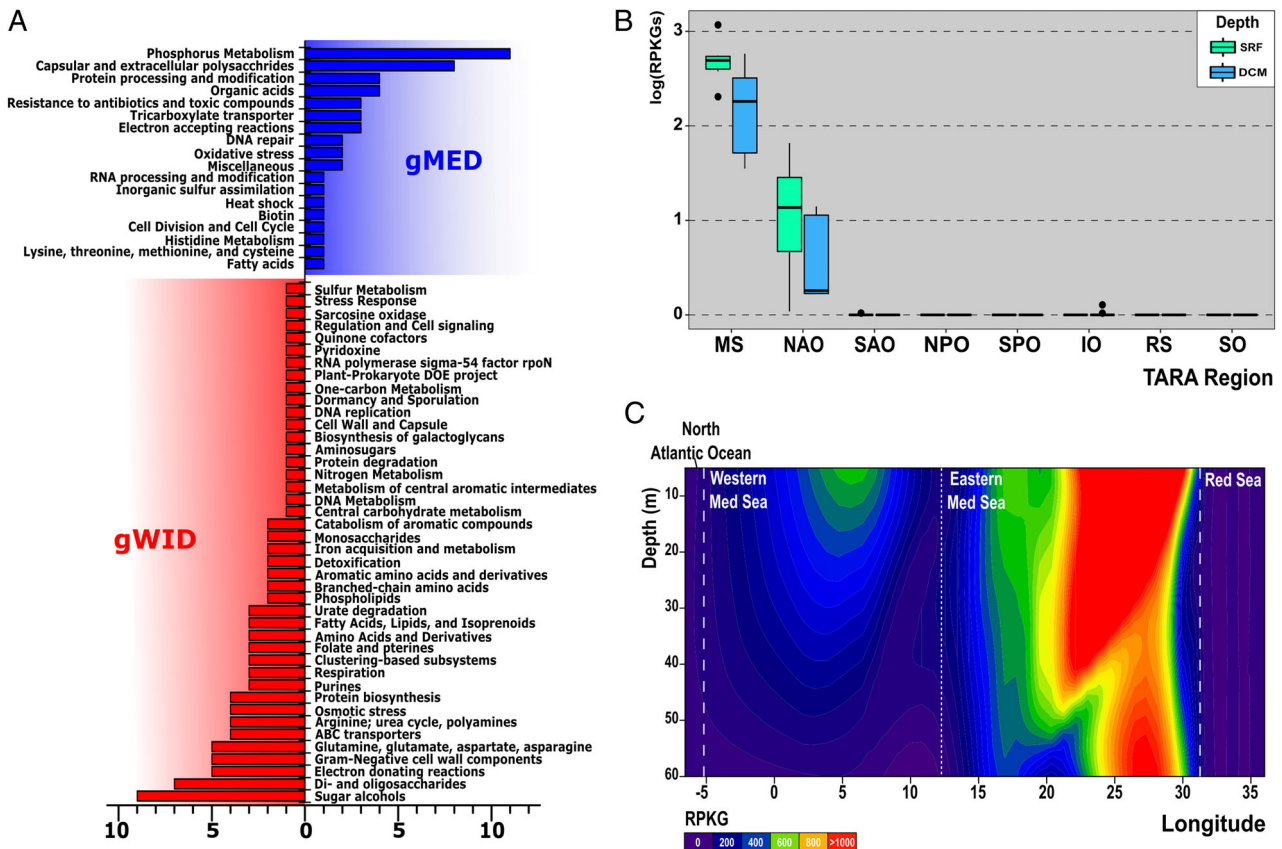 A
Phosphorus Metabolism
Capsular and extracellular polysacchrides
Protein processing and modification
Organic acids
Resistance to antibiotics and toxic compounds
Tricarboxylate transporter
Electron accepting reactions
DNA repair
Oxidative stress
Miscellaneous
RNA processing and modification
Inorganic sulfur assimilation
Heat shock
Biotin
Cell Division and Cell Cycle
Histidine Metabolism
Lysine, threonine, methionine, and cysteine
Fatty acids
gMED
Sulfur Metabolism
Stress Response
Sarcosine oxidase
Regulation and Cell signaling
Quinone cofactors
Pyridoxine
RNA polymerase sigma-54 factor rpoN
Plant-Prokaryote DOE project
One-carbon Metabolism
Dormancy and Sporulation
DNA replication
Cell Wall and Capsule
Biosynthesis of galactoglycans
Aminosugars
Protein degradation
Nitrogen Metabolism
Metabolism of central aromatic intermediates
DNA Metabolism
Central carbohydrate metabolism
Catabolism of aromatic compounds
Monosaccharides
Iron acquisition and metabolism
Detoxification
Aromatic amino acids and derivatives
Branched-chain amino acids
Phospholipids
Urate degradation
Fatty Acids, Lipids, and Isoprenoids
Amino Acids and Derivatives
Folate and pterines
Clustering-based subsystems
Respiration
Purines
Protein biosynthesis
Osmotic stress
Arginine; urea cycle, polyamines
ABC transporters
Glutamine, glutamate, aspartate, asparagine
Gram-Negative cell wall components
Electron donating reactions
Di- and oligosaccharides
Sugar alcohols
gWID
10 5 0 5 10
B
log(RPKGs)
3
2
1
0
Depth
SRF
DCM
MS NAO SAO NPO SPO IO RS SO
TARA Region
C
North
Atlantic Ocean
Western
Med Sea
Eastern
Med Sea
Red Sea
Depth (m)
10
20
30
40
50
60
-5 0 5 10 15 20 25 30 35
Longitude
RPKG
0 200 400 600 800 >1000